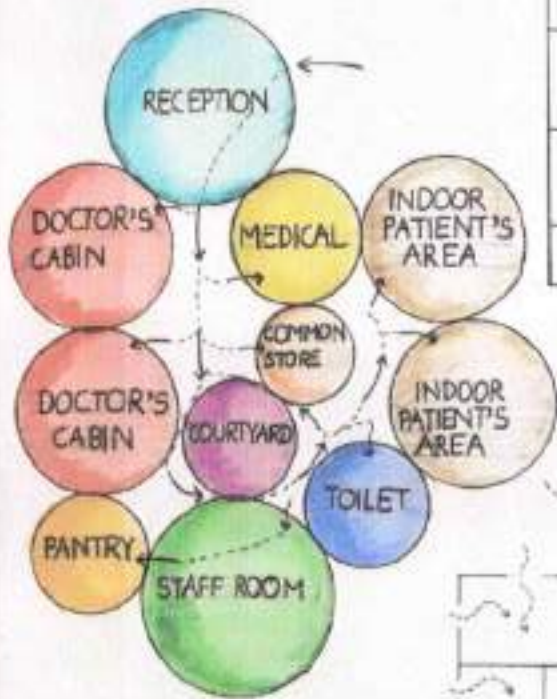 RECEPTION
DOCTOR'S
CABIN
MEDICAL
INDOOR
PATIENT'S
AREA
COMMON
STORE
DOCTOR'S
CABIN
COURTYARD
INDOOR
PATIENT'S
AREA
TOILET
PANTRY
STAFF ROOM